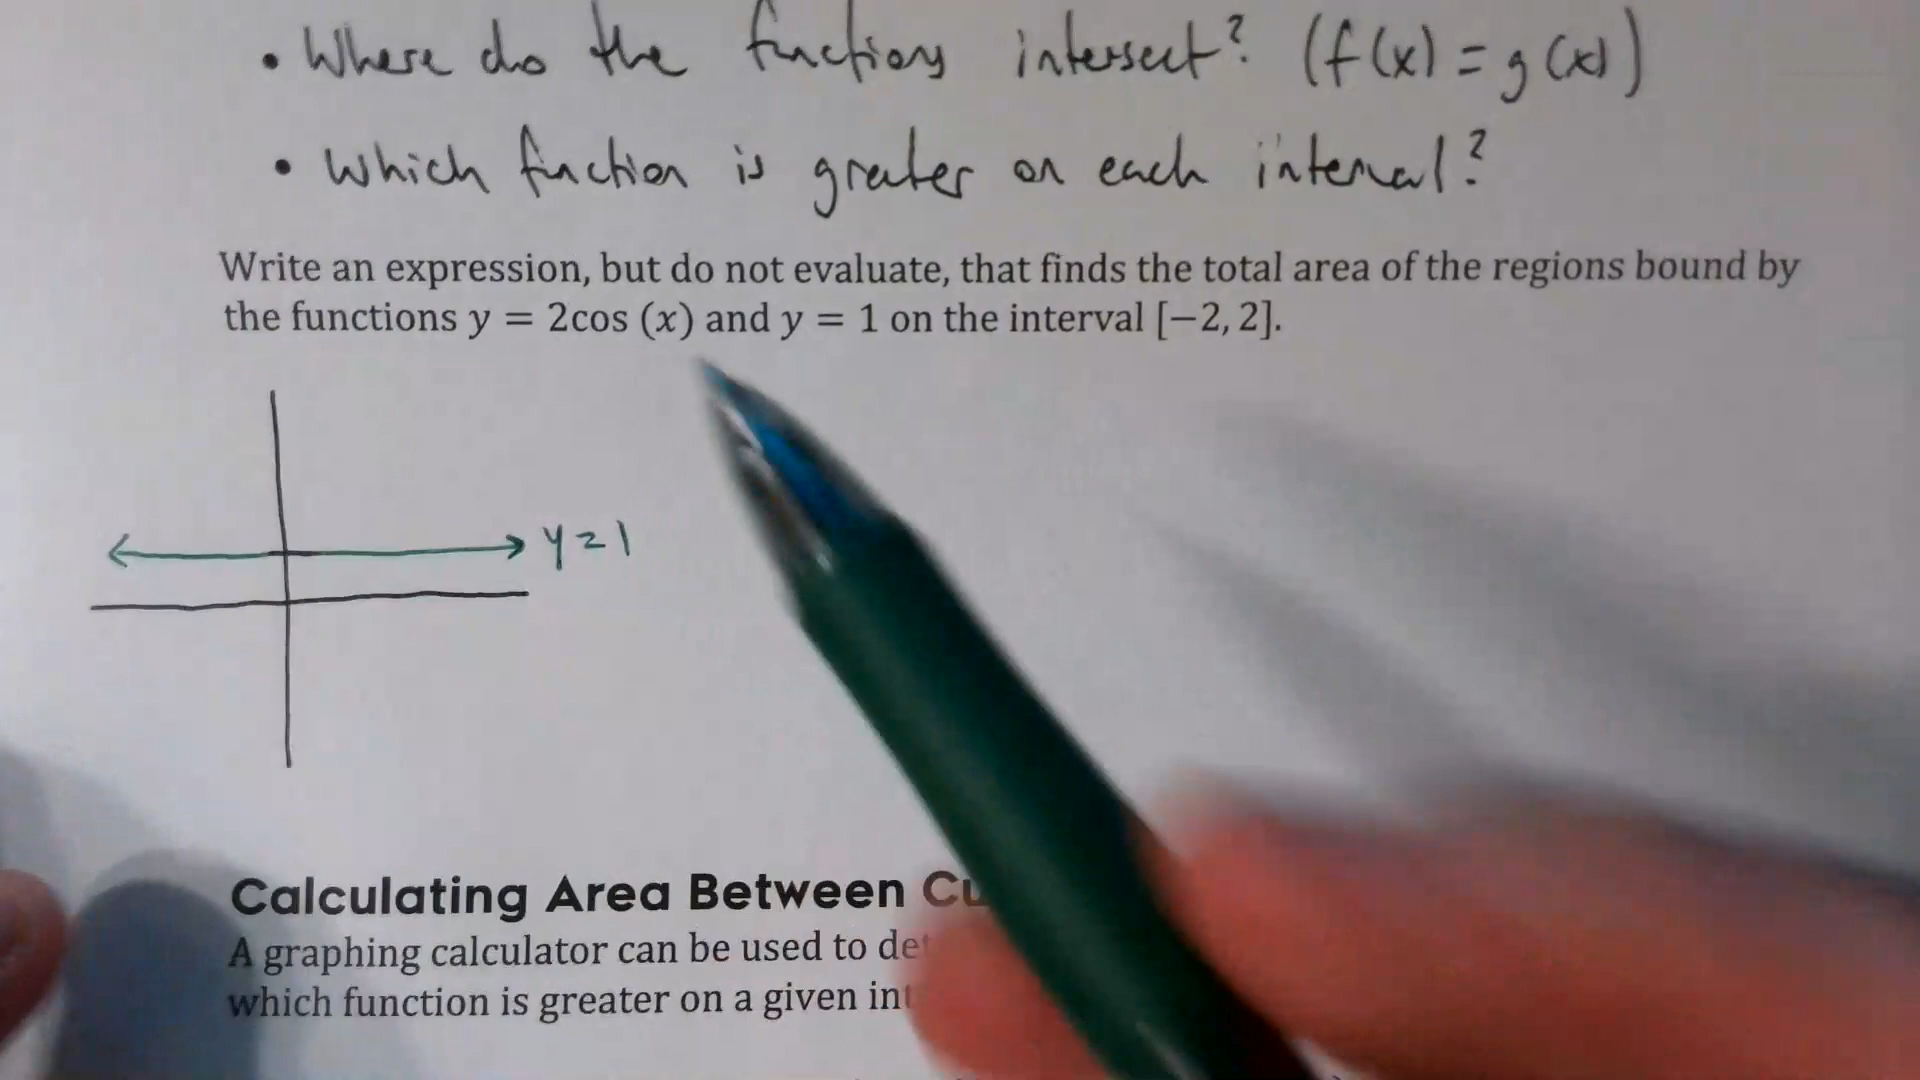 • Where do the functions intersect? (f(x) = g(x))
• Which function is greater on each interval?
Write an expression, but do not evaluate, that finds the total area of the regions bound by
the functions y = 2cos (x) and y = 1 on the interval [−2, 2].
y = 1
Calculating Area Between
A graphing calculator can be used to
which function is greater on a given